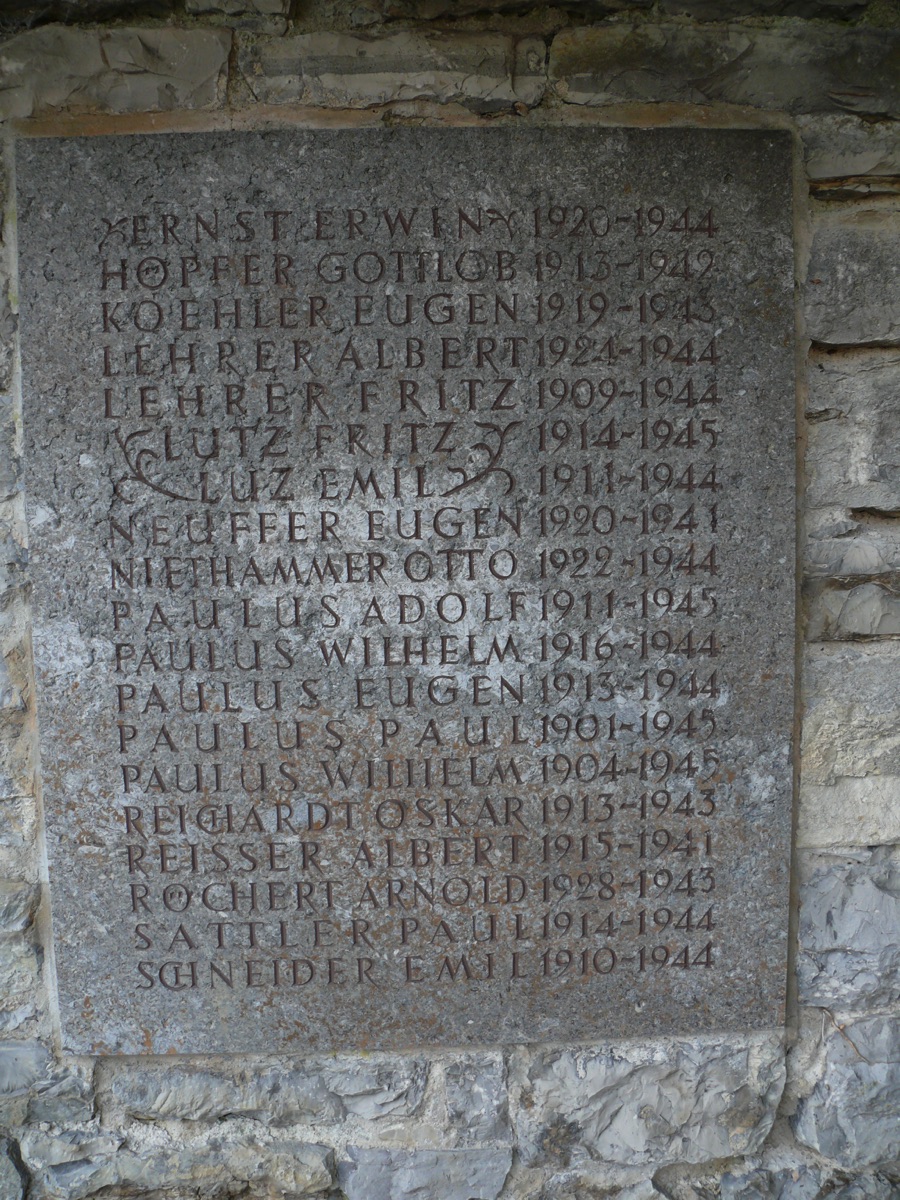 ERNST ERWIN 1920-1944
HÖPFER GOTTLOB 1913-1942
KOEHLER EUGEN 1919-1943
LEHRER ALBERT 1924-1944
LEHRER FRITZ 1909-1944
LUTZ FRITZ 1914-1945
LUZ EMIL 1911-1944
NEUFFER EUGEN 1920-1941
NIETHAMMER OTTO 1922-1944
PAULUS ADOLF 1911-1945
PAULUS WILHELM 1916-1944
PAULUS EUGEN 1913-1944
PAULUS PAUL 1901-1945
PAULUS WILHELM 1904-1945
REICHARDT OSKAR 1913-1943
REISSER ALBERT 1915-1941
RÖCHERT ARNOLD 1928-1943
SATTLER PAUL 1914-1944
SCHNEIDER EMIL 1910-1944